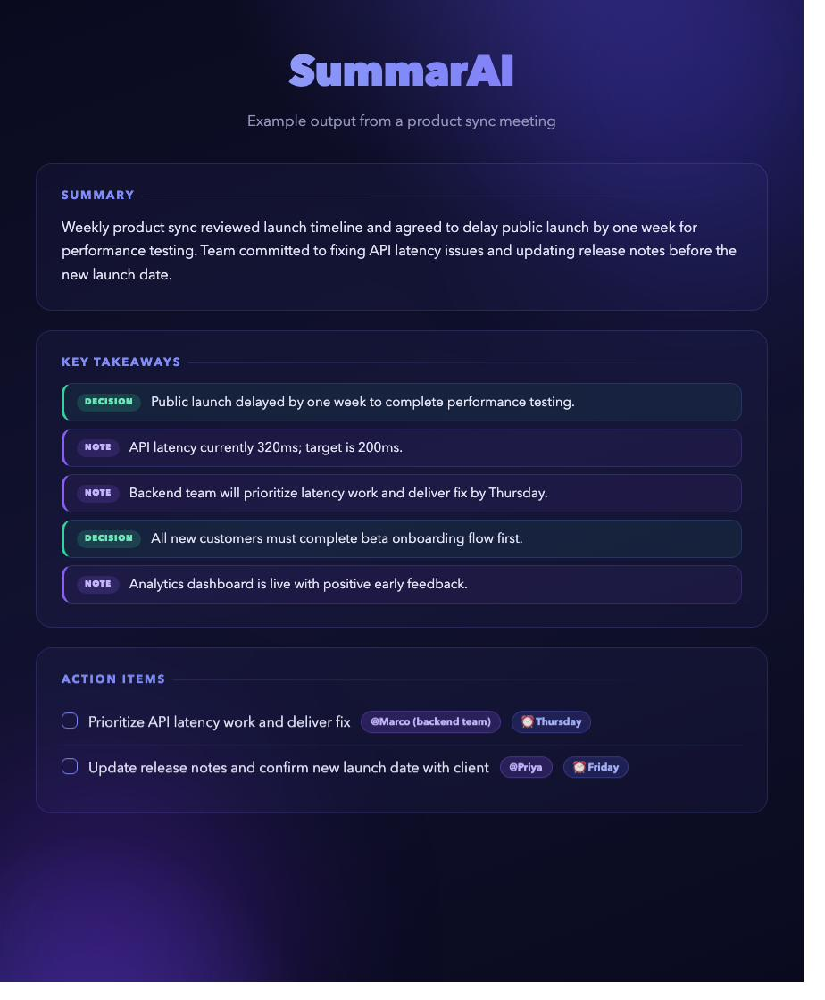 SummarAI
Example output from a product sync meeting
SUMMARY
Weekly product sync reviewed launch timeline and agreed to delay public launch by one week for
performance testing. Team committed to fixing API latency issues and updating release notes before the
new launch date.
KEY TAKEAWAYS
DECISION Public launch delayed by one week to complete performance testing.
NOTE API latency currently 320ms; target is 200ms.
NOTE Backend team will prioritize latency work and deliver fix by Thursday.
DECISION All new customers must complete beta onboarding flow first.
NOTE Analytics dashboard is live with positive early feedback.
ACTION ITEMS
Prioritize API latency work and deliver fix @Marco (backend team) ⏰ Thursday
Update release notes and confirm new launch date with client @Priya ⏰ Friday